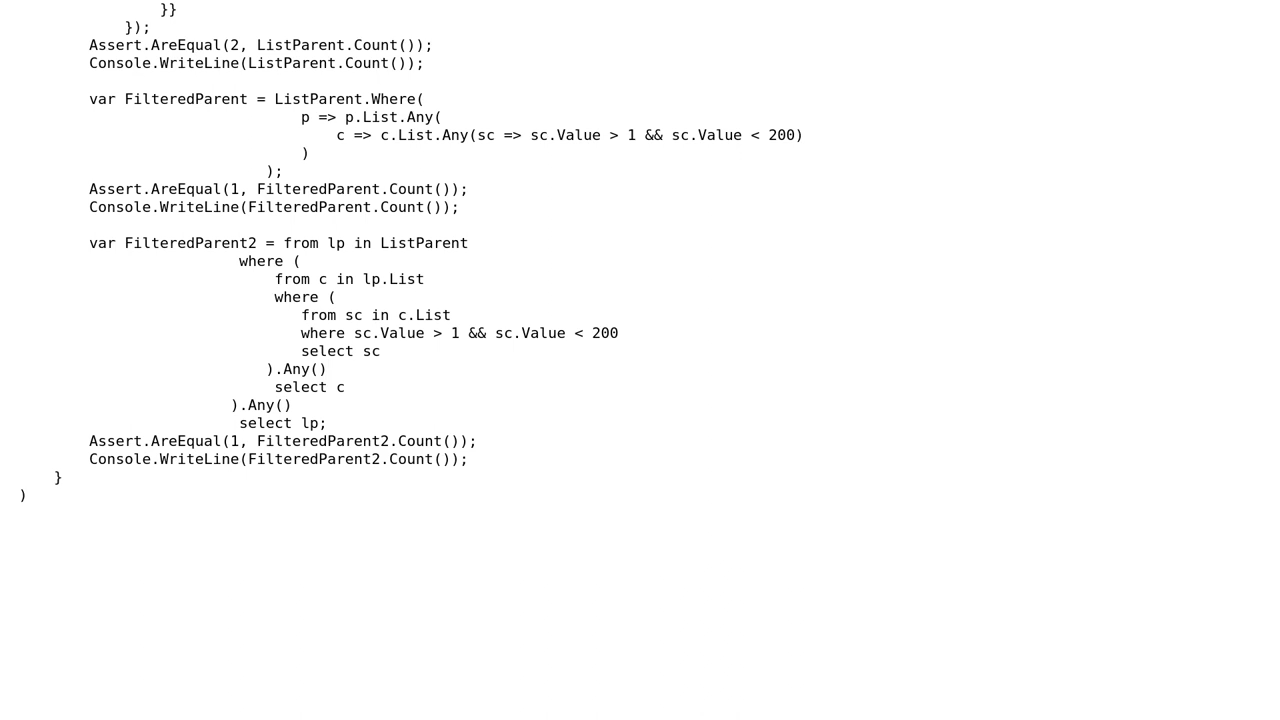 }}
            });
        Assert.AreEqual(2, ListParent.Count());
        Console.WriteLine(ListParent.Count());

        var FilteredParent = ListParent.Where(
                                p => p.List.Any(
                                    c => c.List.Any(sc => sc.Value > 1 && sc.Value < 200)
                                )
                            );
        Assert.AreEqual(1, FilteredParent.Count());
        Console.WriteLine(FilteredParent.Count());

        var FilteredParent2 = from lp in ListParent
                         where (
                             from c in lp.List
                             where (
                                from sc in c.List
                                where sc.Value > 1 && sc.Value < 200
                                select sc
                            ).Any()
                             select c
                        ).Any()
                         select lp;
        Assert.AreEqual(1, FilteredParent2.Count());
        Console.WriteLine(FilteredParent2.Count());
    }
)